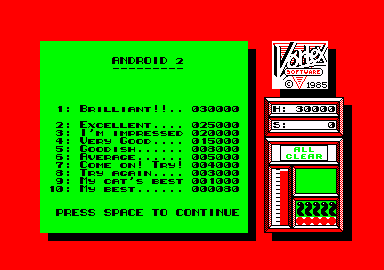 ANDROID 2
---------
1: BRILLIANT!!.. 030000
2: EXCELLENT.... 025000
3: I'M IMPRESSED 020000
4: VERY GOOD.... 015000
5: GOODISH...... 008000
6: AVERAGE...... 005000
7: COME ON! TRY! 004000
8: TRY AGAIN.... 003000
9: MY CAT'S BEST 001000
10: MY BEST...... 000030
PRESS SPACE TO CONTINUE
Vortex
SOFTWARE
© 1985
H: 30000
S: 0
ALL
CLEAR